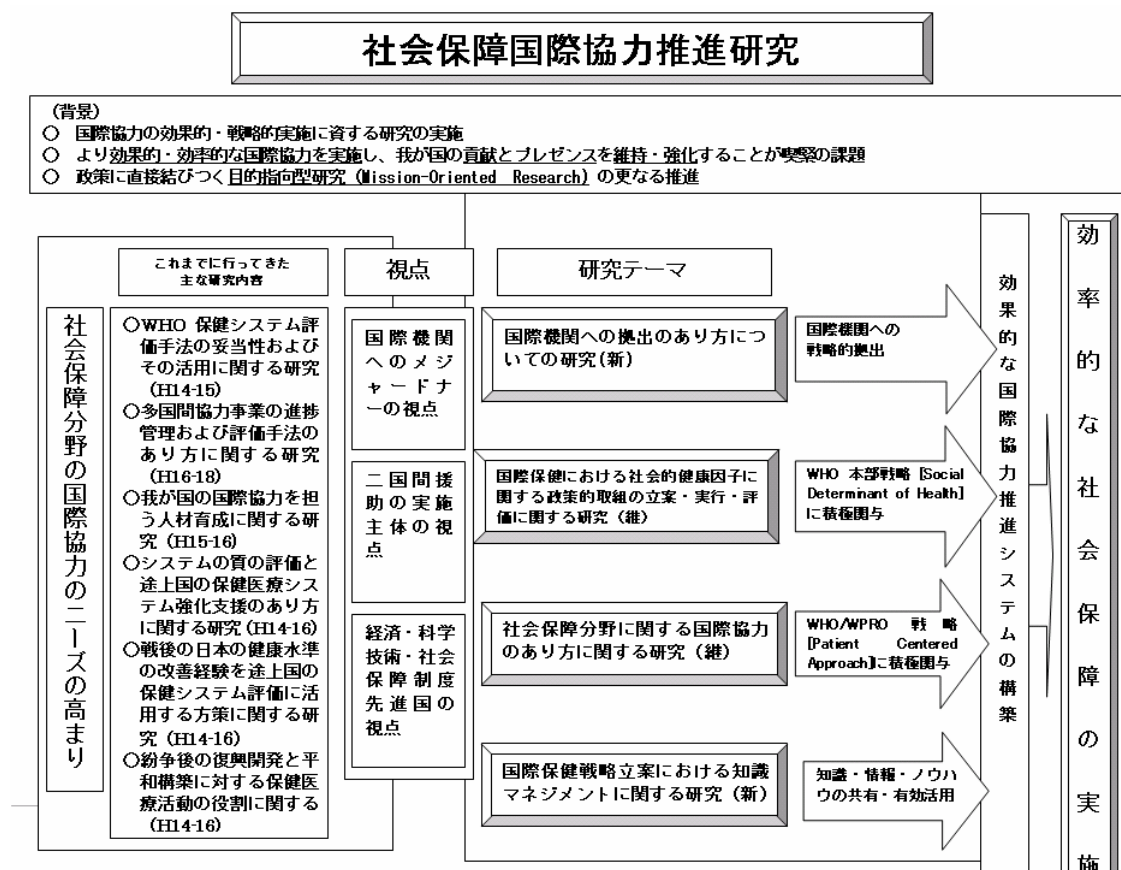 社会保障国際協力推進研究
(背景)
○ 国際協力の効果的・戦略的実施に資する研究の実施
○ より効果的・効率的な国際協力を実施し、我が国の貢献とプレゼンスを維持・強化することが喫緊の課題
○ 政策に直接結びつく目的指向型研究 (Mission-Oriented Research) の更なる推進
社会保障分野の国際協力のニーズの高まり
これまでに行ってきた
主な研究内容
○WHO 保健システム評
価手法の妥当性および
その活用に関する研究
(H14-15)
○多国間協力事業の進捗
管理および評価手法の
あり方に関する研究
(H16-18)
○我が国の国際協力を担
う人材育成に関する研
究 (H15-16)
○システムの質の評価と
途上国の保健医療シス
テム強化支援のあり方
に関する研究(H14-16)
○戦後の日本の健康水準
の改善経験を途上国の
保健システム評価に活
用する方策に関する研
究 (H14-16)
○紛争後の復興開発と平
和構築に対する保健医
療活動の役割に関する
(H14-16)
視点
国際機関
へのメジ
ャードナ
ーの視点
二国間援
助の実施
主体の視
点
経済・科学
技術・社会
保障制度
先進国の
視点
研究テーマ
国際機関への拠出のあり方につ
いての研究(新)
国際保健における社会的健康因子に
関する政策的取組の立案・実行・評
価に関する研究(継)
社会保障分野に関する国際協力
のあり方に関する研究(継)
国際保健戦略立案における知識
マネジメントに関する研究(新)
国際機関への
戦略的拠出
WHO 本部戦略 [Social
Determinant of Health]
に積極関与
WHO/WPRO 戦略
[Patient Centered
Approach]に積極関与
知識・情報・ノウハ
ウの共有・有効活用
効果的な国際協力推進システムの構築
効率的な社会保障の実施